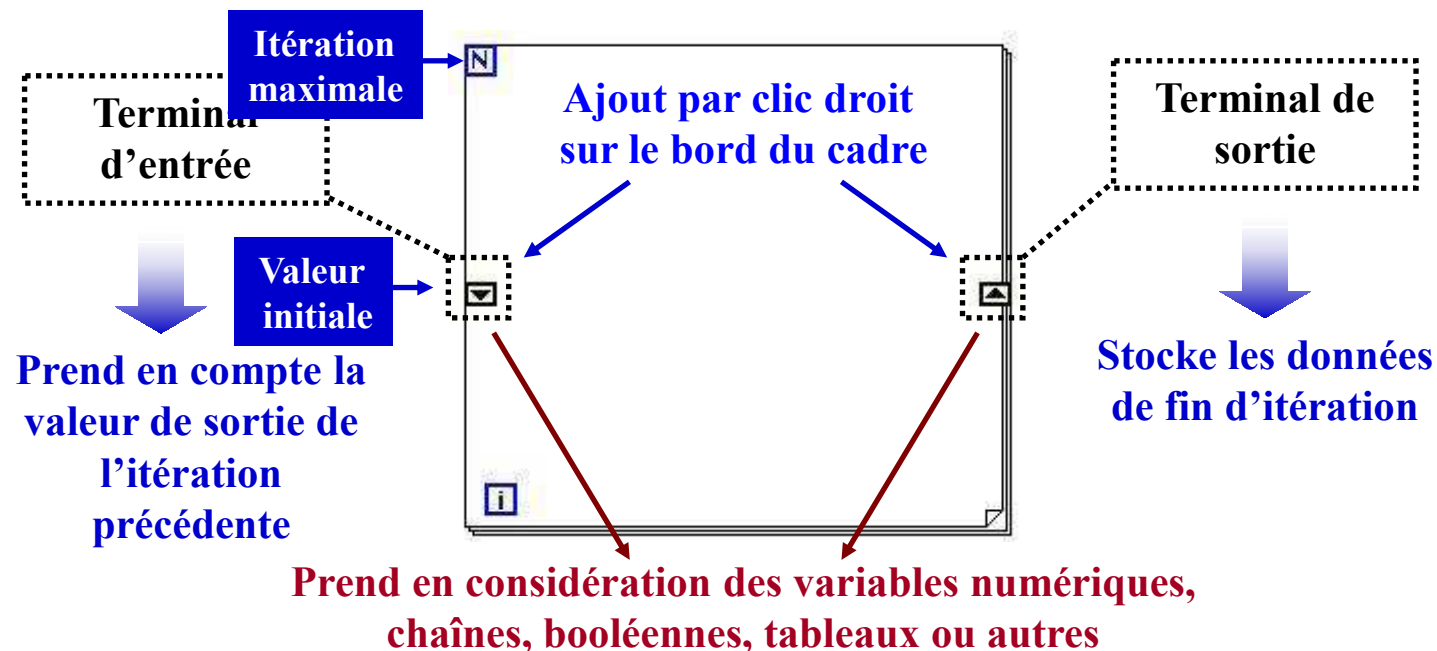 Itération
maximale
N
Terminal
d'entrée
Ajout par clic droit
sur le bord du cadre
Terminal de
sortie
Valeur
initiale
Prend en compte la
valeur de sortie de
l'itération
précédente
Stocke les données
de fin d'itération
i
Prend en considération des variables numériques,
chaînes, booléennes, tableaux ou autres